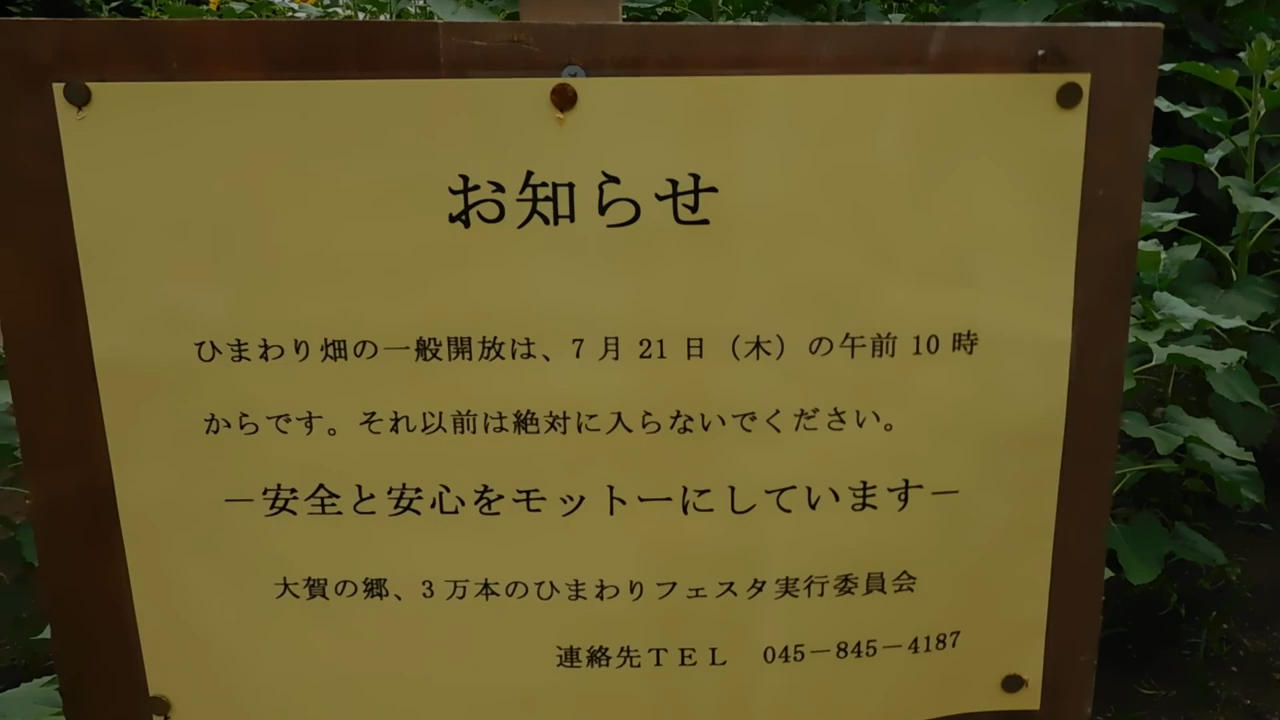 お知らせ
ひまわり畑の一般開放は、7月21日（木）の午前10時
からです。それ以前は絶対に入らないでください。
－安全と安心をモットーにしています－
大賀の郷、3万本のひまわりフェスタ実行委員会
連絡先ＴＥＬ　045－845－4187